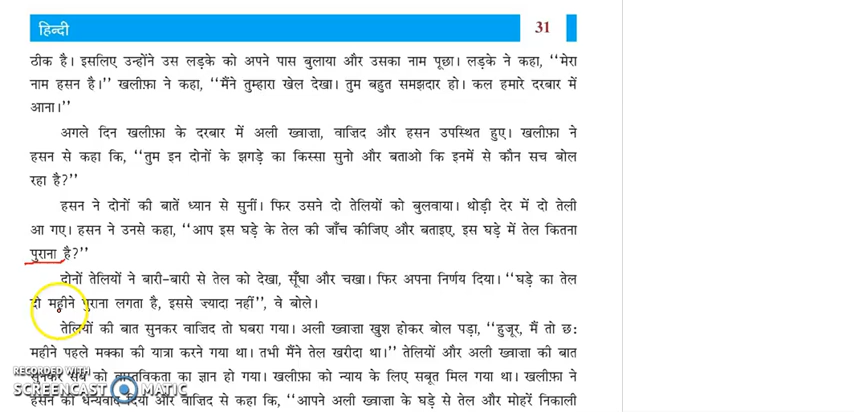 हिन्दी
31
ठीक है। इसलिए उन्होंने उस लड़के को अपने पास बुलाया और उसका नाम पूछा। लड़के ने कहा, ‘‘मेरा
नाम हसन है।’’ खलीफ़ा ने कहा, ‘‘मैंने तुम्हारा खेल देखा। तुम बहुत समझदार हो। कल हमारे दरबार में
आना।’’
अगले दिन खलीफ़ा के दरबार में अली ख्वाज़ा, वाज़िद और हसन उपस्थित हुए। खलीफ़ा ने
हसन से कहा कि, ‘‘तुम इन दोनों के झगड़े का किस्सा सुनो और बताओ कि इनमें से कौन सच बोल
रहा है?’’
हसन ने दोनों की बातें ध्यान से सुनीं। फिर उसने दो तेलियों को बुलवाया। थोड़ी देर में दो तेली
आ गए। हसन ने उनसे कहा, ‘‘आप इस घड़े के तेल की जाँच कीजिए और बताइए, इस घड़े में तेल कितना
पुराना है?’’
दोनों तेलियों ने बारी-बारी से तेल को देखा, सूँघा और चखा। फिर अपना निर्णय दिया। ‘‘घड़े का तेल
दो महीने पुराना लगता है, इससे ज़्यादा नहीं’’, वे बोले।
तेलियों की बात सुनकर वाज़िद तो घबरा गया। अली ख्वाज़ा खुश होकर बोल पड़ा, ‘‘हुज़ूर, मैं तो छः
महीने पहले मक्का की यात्रा करने गया था। तभी मैंने तेल खरीदा था।’’ तेलियों और अली ख्वाज़ा की बात
सुनकर को वास्तविकता का ज्ञान हो गया। खलीफ़ा को न्याय के लिए सबूत मिल गया था। खलीफ़ा ने
हसन को धन्यवाद दिया और वाज़िद से कहा कि, ‘‘आपने अली ख्वाज़ा के घड़े से तेल और मोहरें निकाली
RECORDED WITH
SCREENCAST MATIC